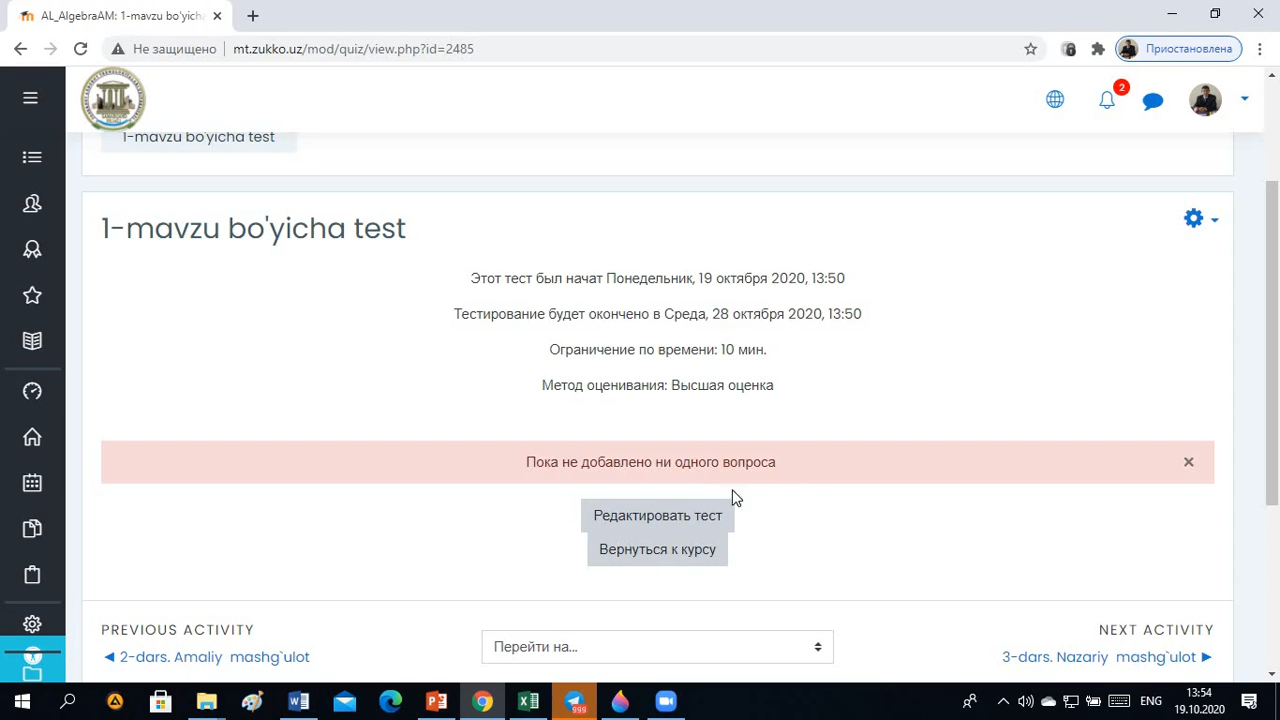 AL_AlgebraAM: 1-mavzu bo'yicha
Не защищено
mt.zukko.uz/mod/quiz/view.php?id=2485
Приостановлена
2
1-mavzu bo'yicha test
1-mavzu bo'yicha test
Этот тест был начат Понедельник, 19 октября 2020, 13:50
Тестирование будет окончено в Среда, 28 октября 2020, 13:50
Ограничение по времени: 10 мин.
Метод оценивания: Высшая оценка
Пока не добавлено ни одного вопроса
Редактировать тест
Вернуться к курсу
PREVIOUS ACTIVITY
NEXT ACTIVITY
◄ 2-dars. Amaliy mashg`ulot
Перейти на...
3-dars. Nazariy mashg`ulot ►
999
ENG
13:54
19.10.2020